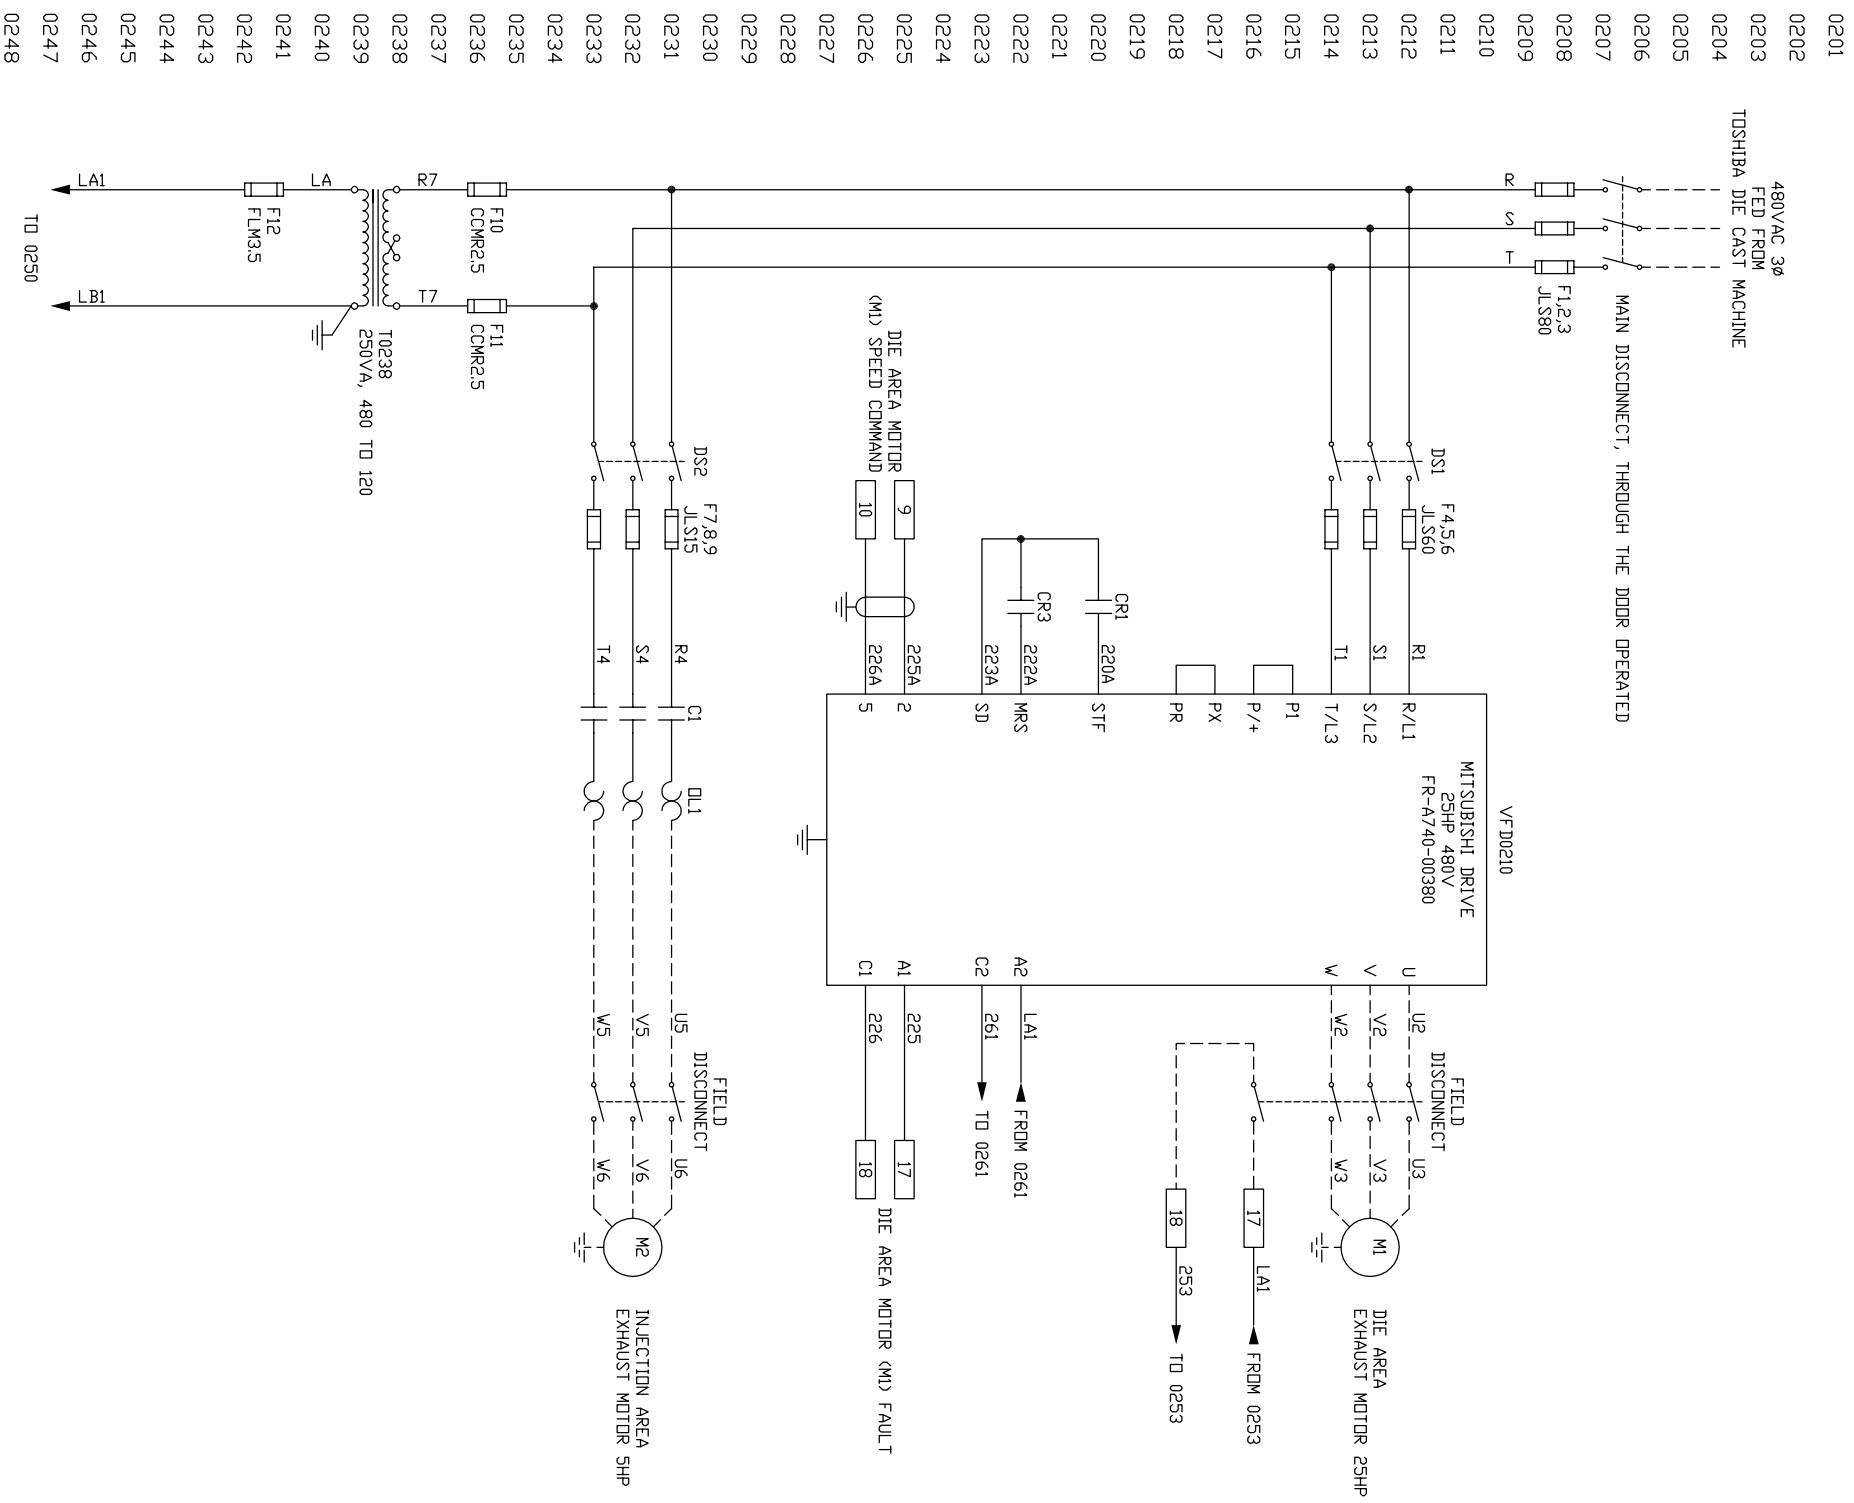 0201
0202
0203
0204
0205
0206
0207
0208
0209
0210
0211
0212
0213
0214
0215
0216
0217
0218
0219
0220
0221
0222
0223
0224
0225
0226
0227
0228
0229
0230
0231
0232
0233
0234
0235
0236
0237
0238
0239
0240
0241
0242
0243
0244
0245
0246
0247
0248
480VAC 3Ø
FED FROM
TOSHIBA DIE CAST MACHINE
MAIN DISCONNECT, THROUGH THE DOOR OPERATED
F1,2,3
JLS80
R
S
T
DS1
F4,5,6
JLS60
R1
S1
T1
VFD0210
MITSUBISHI DRIVE
25HP 480V
FR-A740-00380
R/L1
S/L2
T/L3
P1
P/+
PX
PR
STF
MRS
SD
2
5
U
V
W
A2
C2
A1
C1
U2
V2
W2
FIELD
DISCONNECT
U3
V3
W3
M1
DIE AREA
EXHAUST MOTOR 25HP
17
LA1
FROM 0253
18
253
TO 0253
CR1
220A
CR3
222A
223A
LA1
FROM 0261
261
TO 0261
DIE AREA MOTOR
(M1) SPEED COMMAND
9
10
225A
226A
225
226
17
18
DIE AREA MOTOR (M1) FAULT
DS2
F7,8,9
JLS15
R4
S4
T4
C1
OL1
U5
V5
W5
FIELD
DISCONNECT
U6
V6
W6
M2
INJECTION AREA
EXHAUST MOTOR 5HP
F10
CCMR2.5
F11
CCMR2.5
R7
T7
T0238
250VA, 480 TO 120
LA
F12
FLM3.5
LA1
LB1
TO 0250